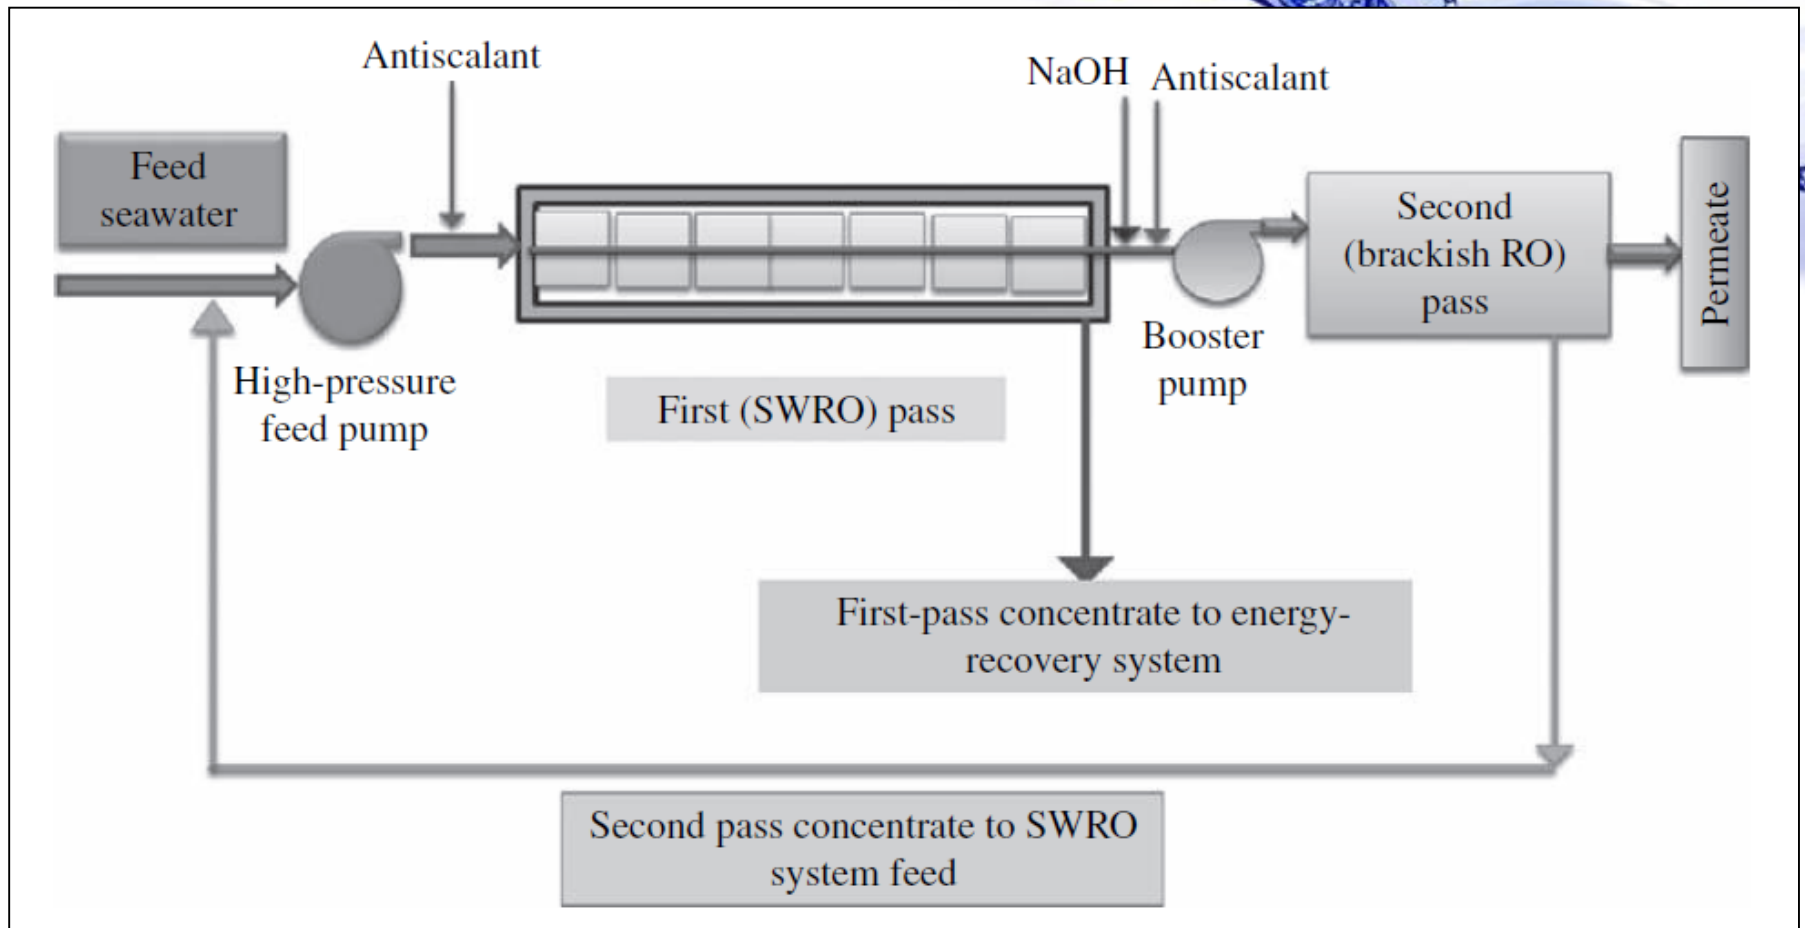 Antiscalant
NaOH
Antiscalant
Feed
seawater
High-pressure
feed pump
First (SWRO) pass
Booster
pump
Second
(brackish RO)
pass
Permeate
First-pass concentrate to energy-
recovery system
Second pass concentrate to SWRO
system feed